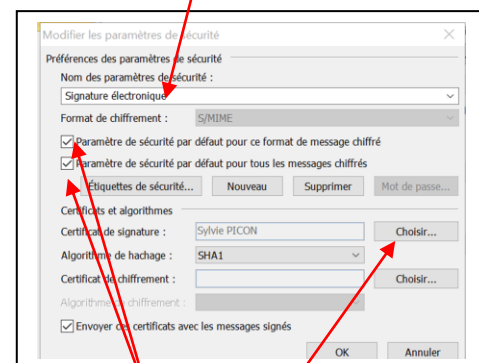 Modifier les paramètres de sécurité
Préférences des paramètres de sécurité
Nom des paramètres de sécurité :
Signature électronique
Format de chiffrement : S/MIME
Paramètre de sécurité par défaut pour ce format de message chiffré
Paramètre de sécurité par défaut pour tous les messages chiffrés
Étiquettes de sécurité... Nouveau Supprimer Mot de passe...
Certificats et algorithmes
Certificat de signature : Sylvie PICON Choisir...
Algorithme de hachage : SHA1
Certificat de chiffrement : Choisir...
Algorithme de chiffrement :
Envoyer ces certificats avec les messages signés
OK Annuler